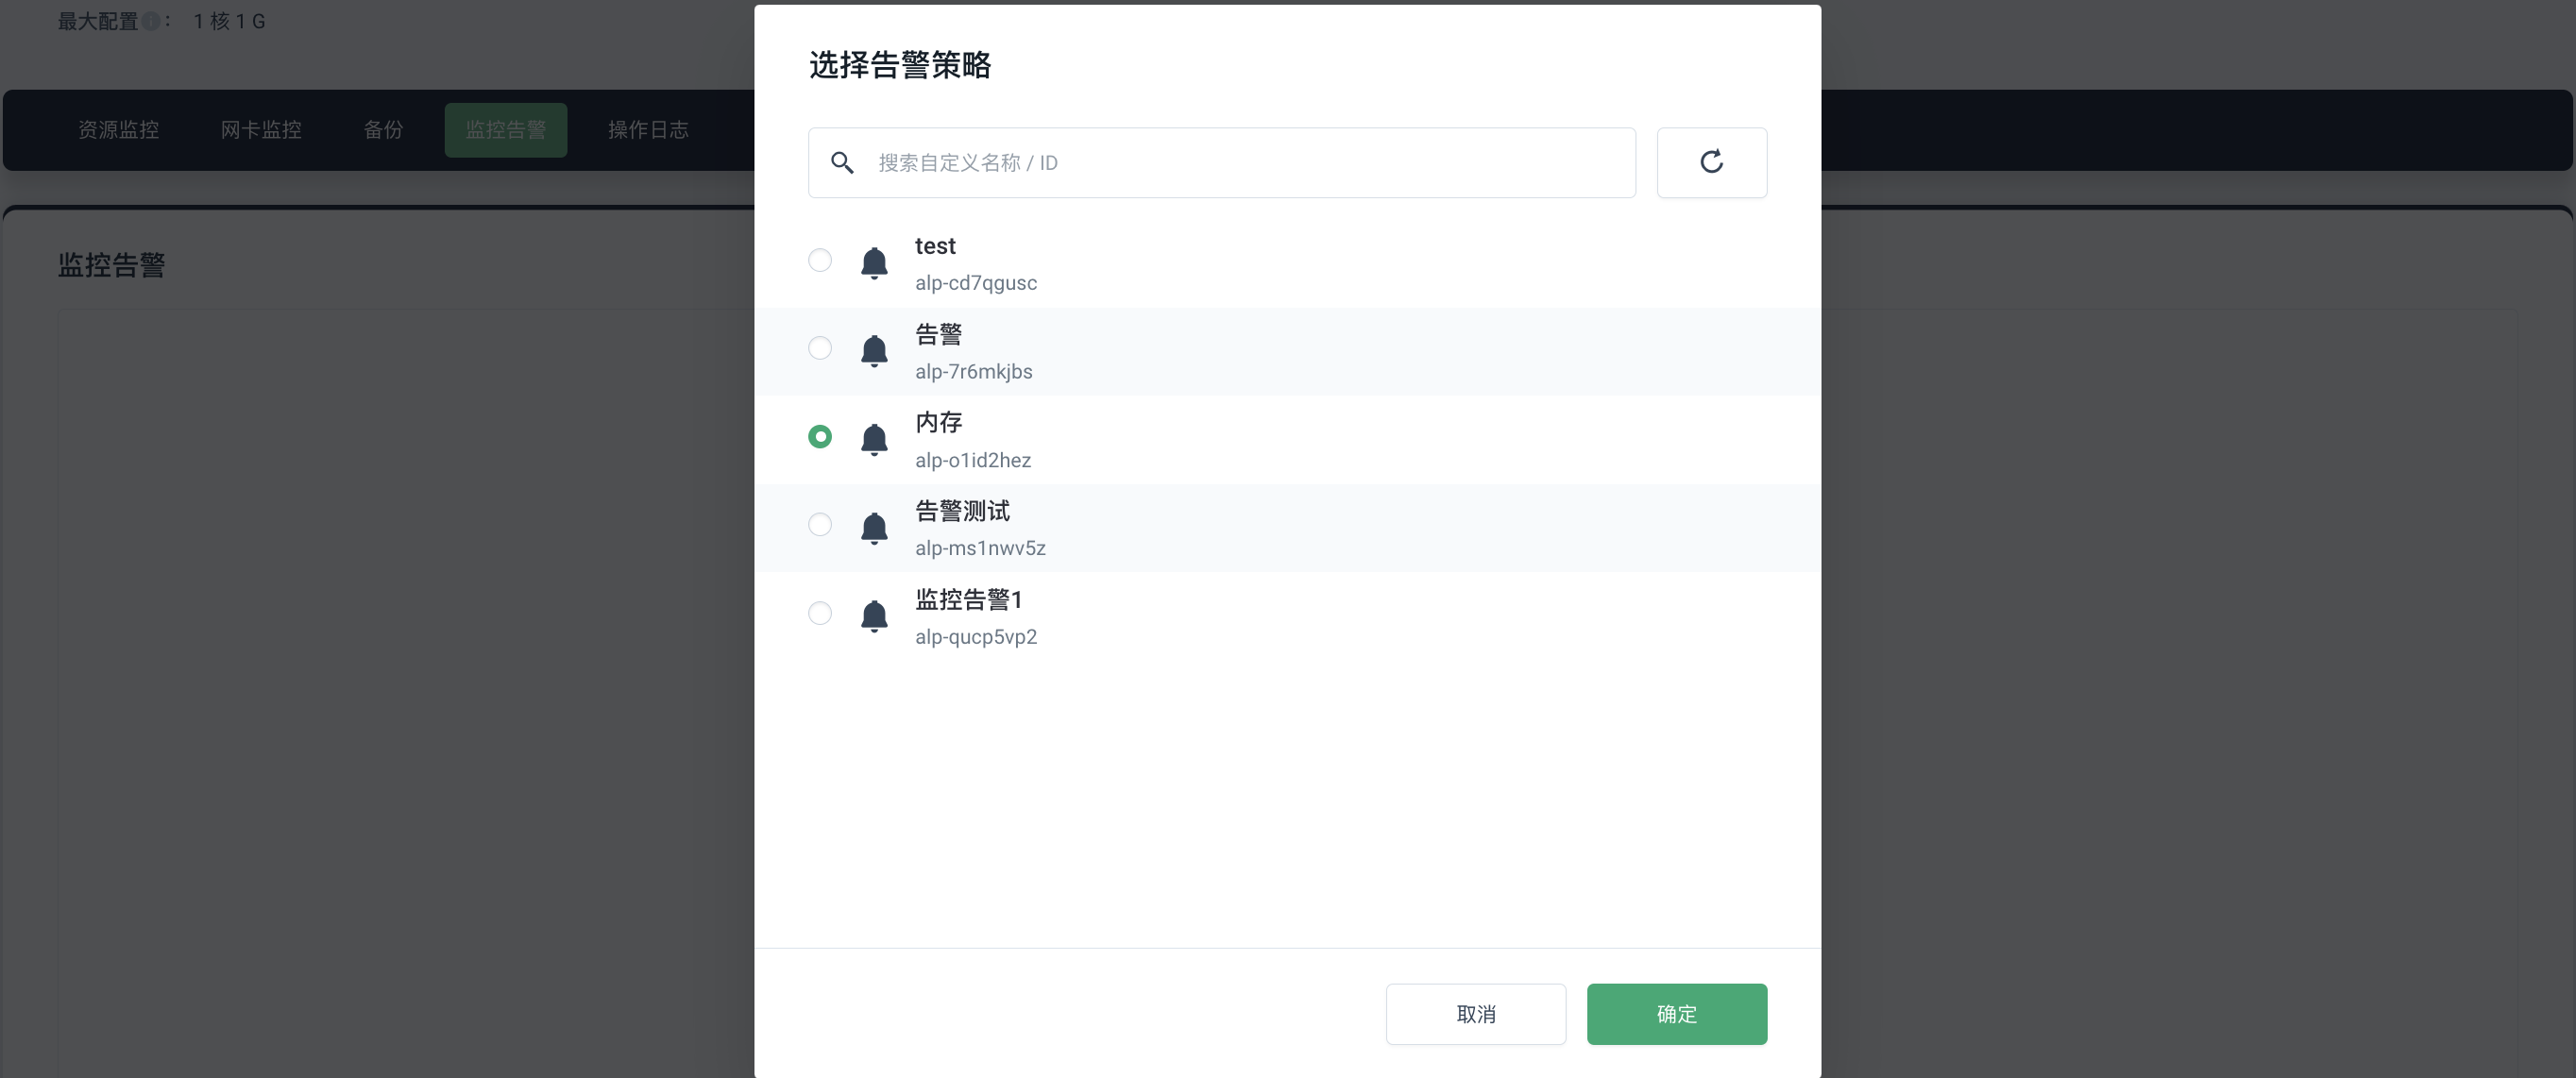 最大配置 : 1 核 1 G
资源监控 网卡监控 备份 监控告警 操作日志
监控告警
选择告警策略
搜索自定义名称 / ID
test
alp-cd7qgusc
告警
alp-7r6mkjbs
内存
alp-o1id2hez
告警测试
alp-ms1nwv5z
监控告警1
alp-qucp5vp2
取消 确定